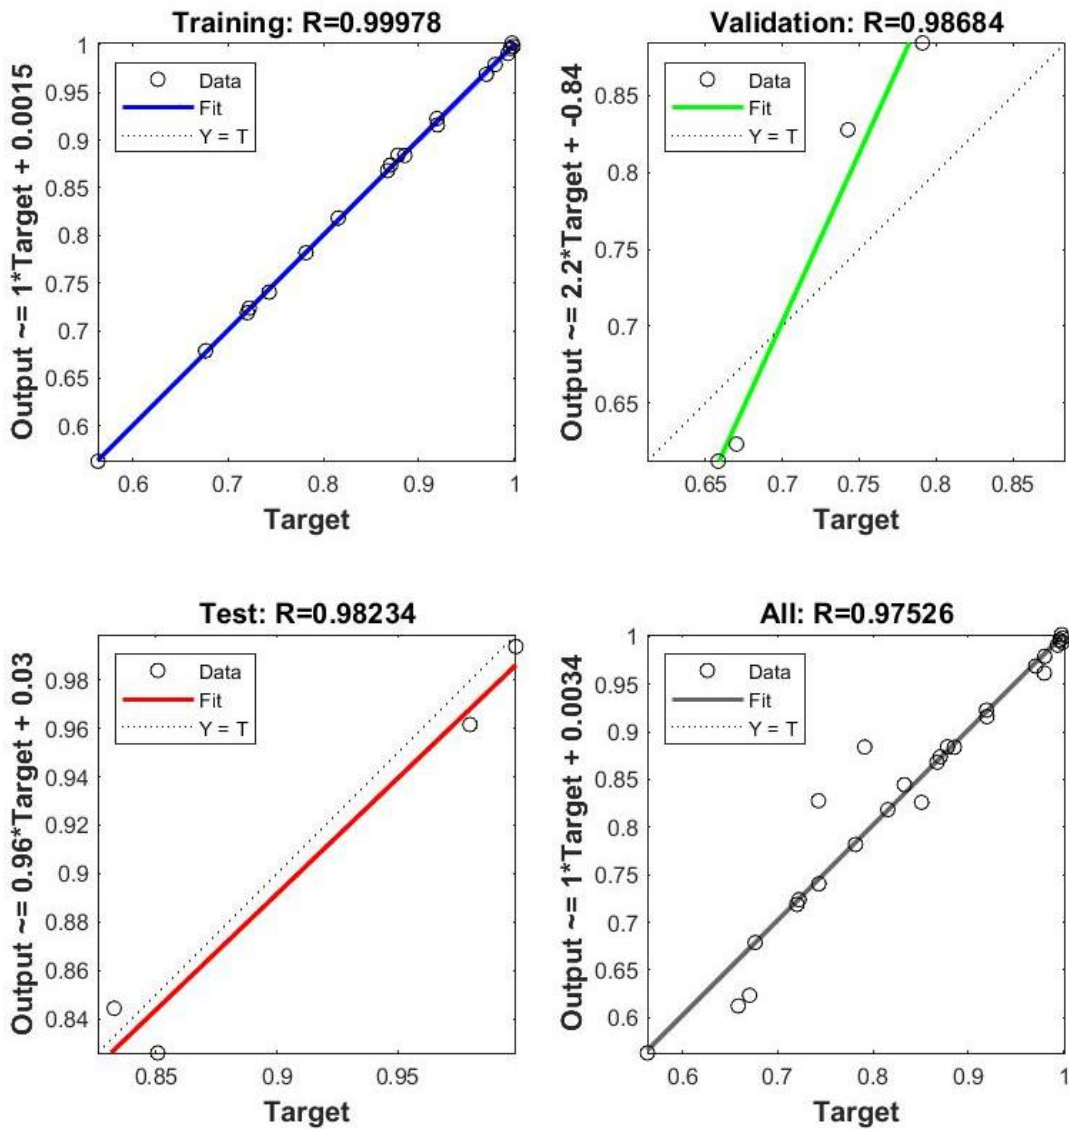 Training: R=0.99978
Output ~= 1*Target + 0.0015
1
0.95
0.9
0.85
0.8
0.75
0.7
0.65
0.6
Data
Fit
Y = T
0.6 0.7 0.8 0.9 1
Target
Validation: R=0.98684
Output ~= 2.2*Target + -0.84
0.85
0.8
0.75
0.7
0.65
Data
Fit
Y = T
0.65 0.7 0.75 0.8 0.85
Target
Test: R=0.98234
Output ~= 0.96*Target + 0.03
0.98
0.96
0.94
0.92
0.9
0.88
0.86
0.84
Data
Fit
Y = T
0.85 0.9 0.95
Target
All: R=0.97526
Output ~= 1*Target + 0.0034
1
0.95
0.9
0.85
0.8
0.75
0.7
0.65
0.6
Data
Fit
Y = T
0.6 0.7 0.8 0.9 1
Target